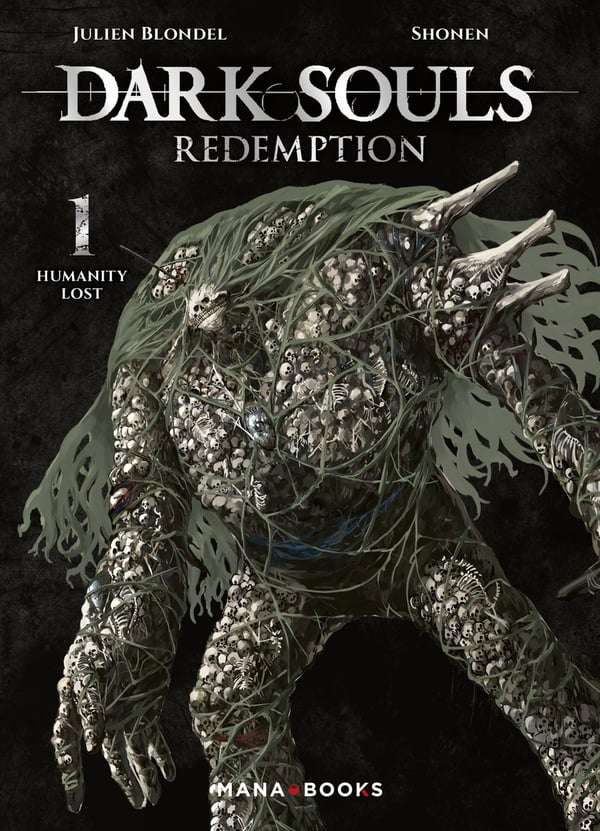 JULIEN BLONDEL
SHONEN
DARK SOULS
REDEMPTION
1
HUMANITY
LOST
MANA BOOKS